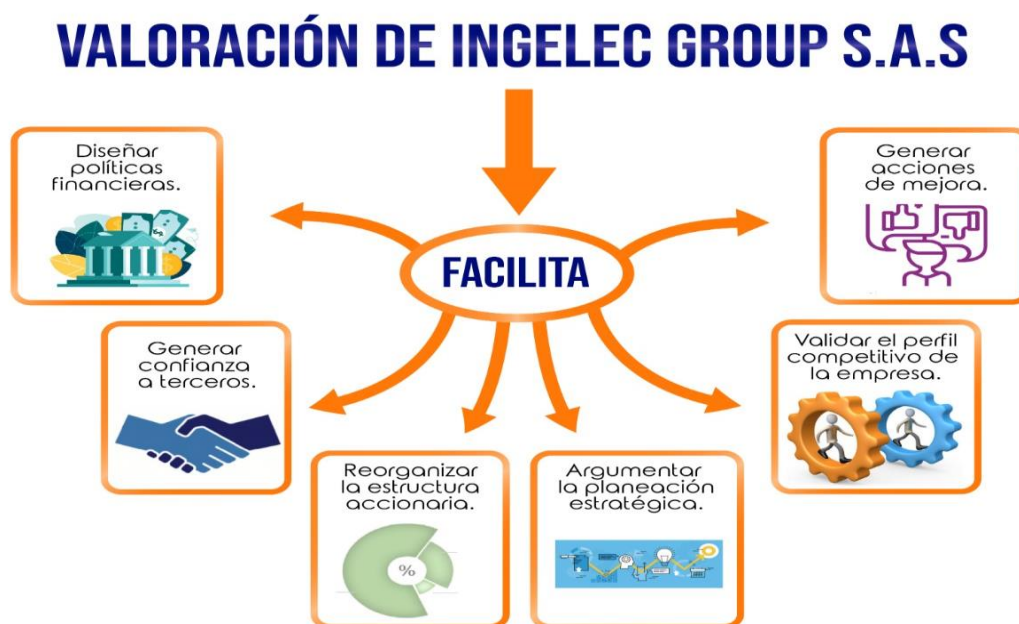 VALORACIÓN DE INGELEC GROUP S.A.S
Diseñar
políticas
financieras.
Generar
acciones
de mejora.
FACILITA
Generar
confianza
a terceros.
Validar el perfil
competitivo de
la empresa.
Reorganizar
la estructura
accionaria.
%
Argumentar
la planeación
estratégica.